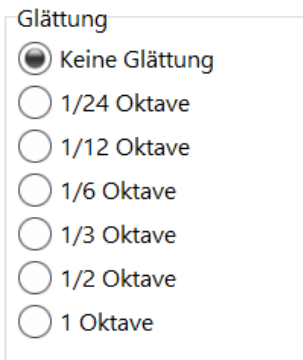 Glättung
Keine Glättung
1/24 Oktave
1/12 Oktave
1/6 Oktave
1/3 Oktave
1/2 Oktave
1 Oktave